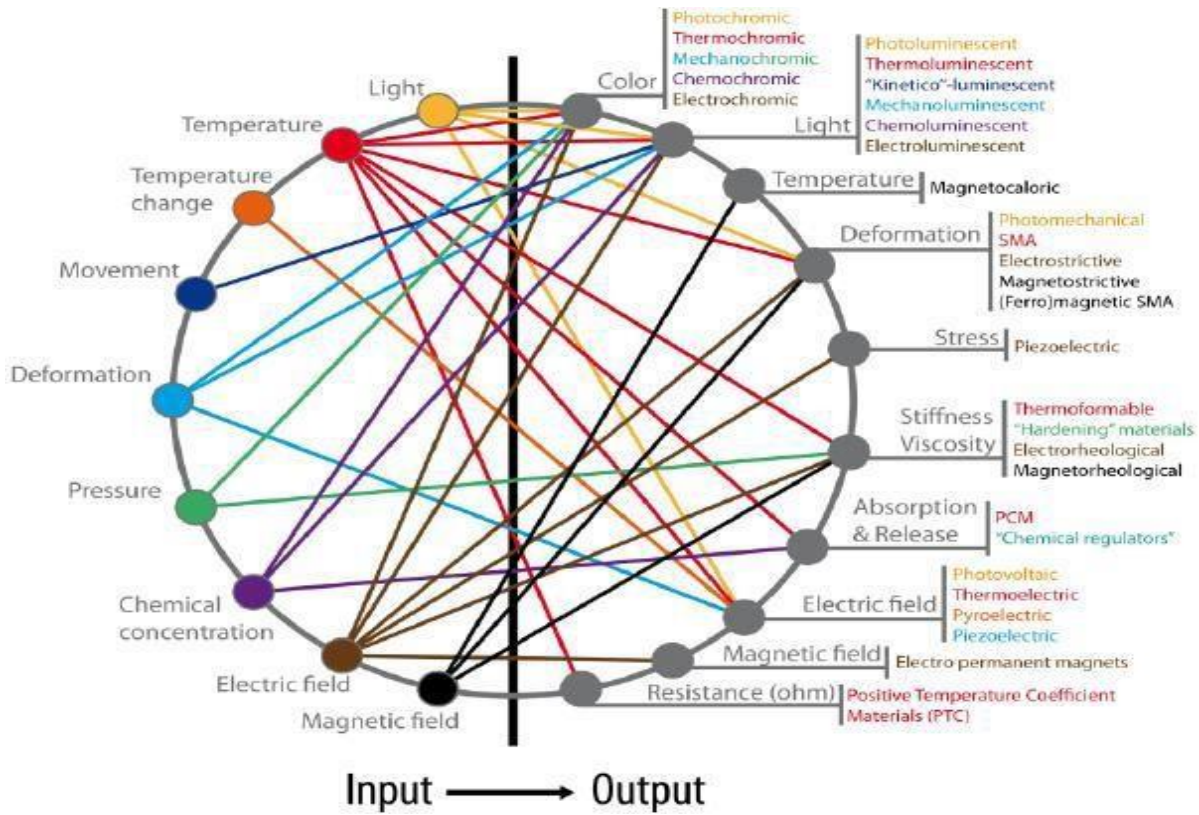 Light
Temperature
Temperature
change
Movement
Deformation
Pressure
Chemical
concentration
Electric field
Magnetic field
Color
Photochromic
Thermochromic
Mechanochromic
Chemochromic
Electrochromic
Light
Photoluminescent
Thermoluminescent
"Kinetico"-luminescent
Mechanoluminescent
Chemoluminescent
Electroluminescent
Temperature
Magnetocaloric
Deformation
Photomechanical
SMA
Electrostrictive
Magnetostrictive
(Ferro)magnetic SMA
Stress
Piezoelectric
Stiffness
Viscosity
Thermoformable
"Hardening" materials
Electrorheological
Magnetorheological
Absorption
& Release
PCM
"Chemical regulators"
Electric field
Photovoltaic
Thermoelectric
Pyroelectric
Piezoelectric
Magnetic field
Electro permanent magnets
Resistance (ohm)
Positive Temperature Coefficient
Materials (PTC)
Input Output